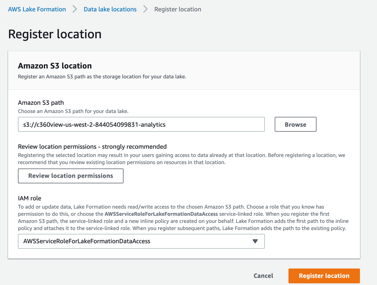 AWS Lake Formation > Data lake locations > Register location
Register location
Amazon S3 location
Register an Amazon S3 path as the storage location for your data lake.
Amazon S3 path
Choose an Amazon S3 path for your data lake.
s3://c360view-us-west-2-844054099831-analytics
Browse
Review location permissions - strongly recommended
Registering the selected location may result in your users gaining access to data already at that location. Before registering a location, we
recommend that you review existing location permissions on resources in that location.
Review location permissions
IAM role
To add or update data, Lake Formation needs read/write access to the chosen Amazon S3 path. Choose a role that you know has
permission to do this, or choose the AWSServiceRoleForLakeFormationDataAccess service-linked role. When you register the first
Amazon S3 path, the service-linked role and a new inline policy are created on your behalf. Lake Formation adds the first path to the inline
policy and attaches it to the service-linked role. When you register subsequent paths, Lake Formation adds the path to the existing policy.
AWSServiceRoleForLakeFormationDataAccess
Cancel
Register location